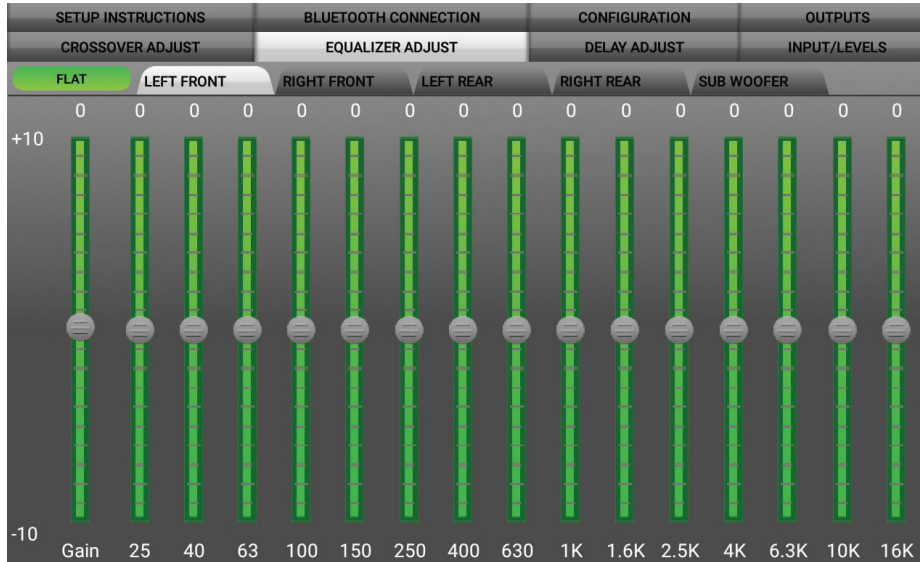 SETUP INSTRUCTIONS BLUETOOTH CONNECTION CONFIGURATION OUTPUTS
CROSSOVER ADJUST EQUALIZER ADJUST DELAY ADJUST INPUT/LEVELS
FLAT LEFT FRONT RIGHT FRONT LEFT REAR RIGHT REAR SUB WOOFER
0 0 0 0 0 0 0 0 0 0 0 0 0 0 0 0
+10
-10
Gain 25 40 63 100 150 250 400 630 1K 1.6K 2.5K 4K 6.3K 10K 16K